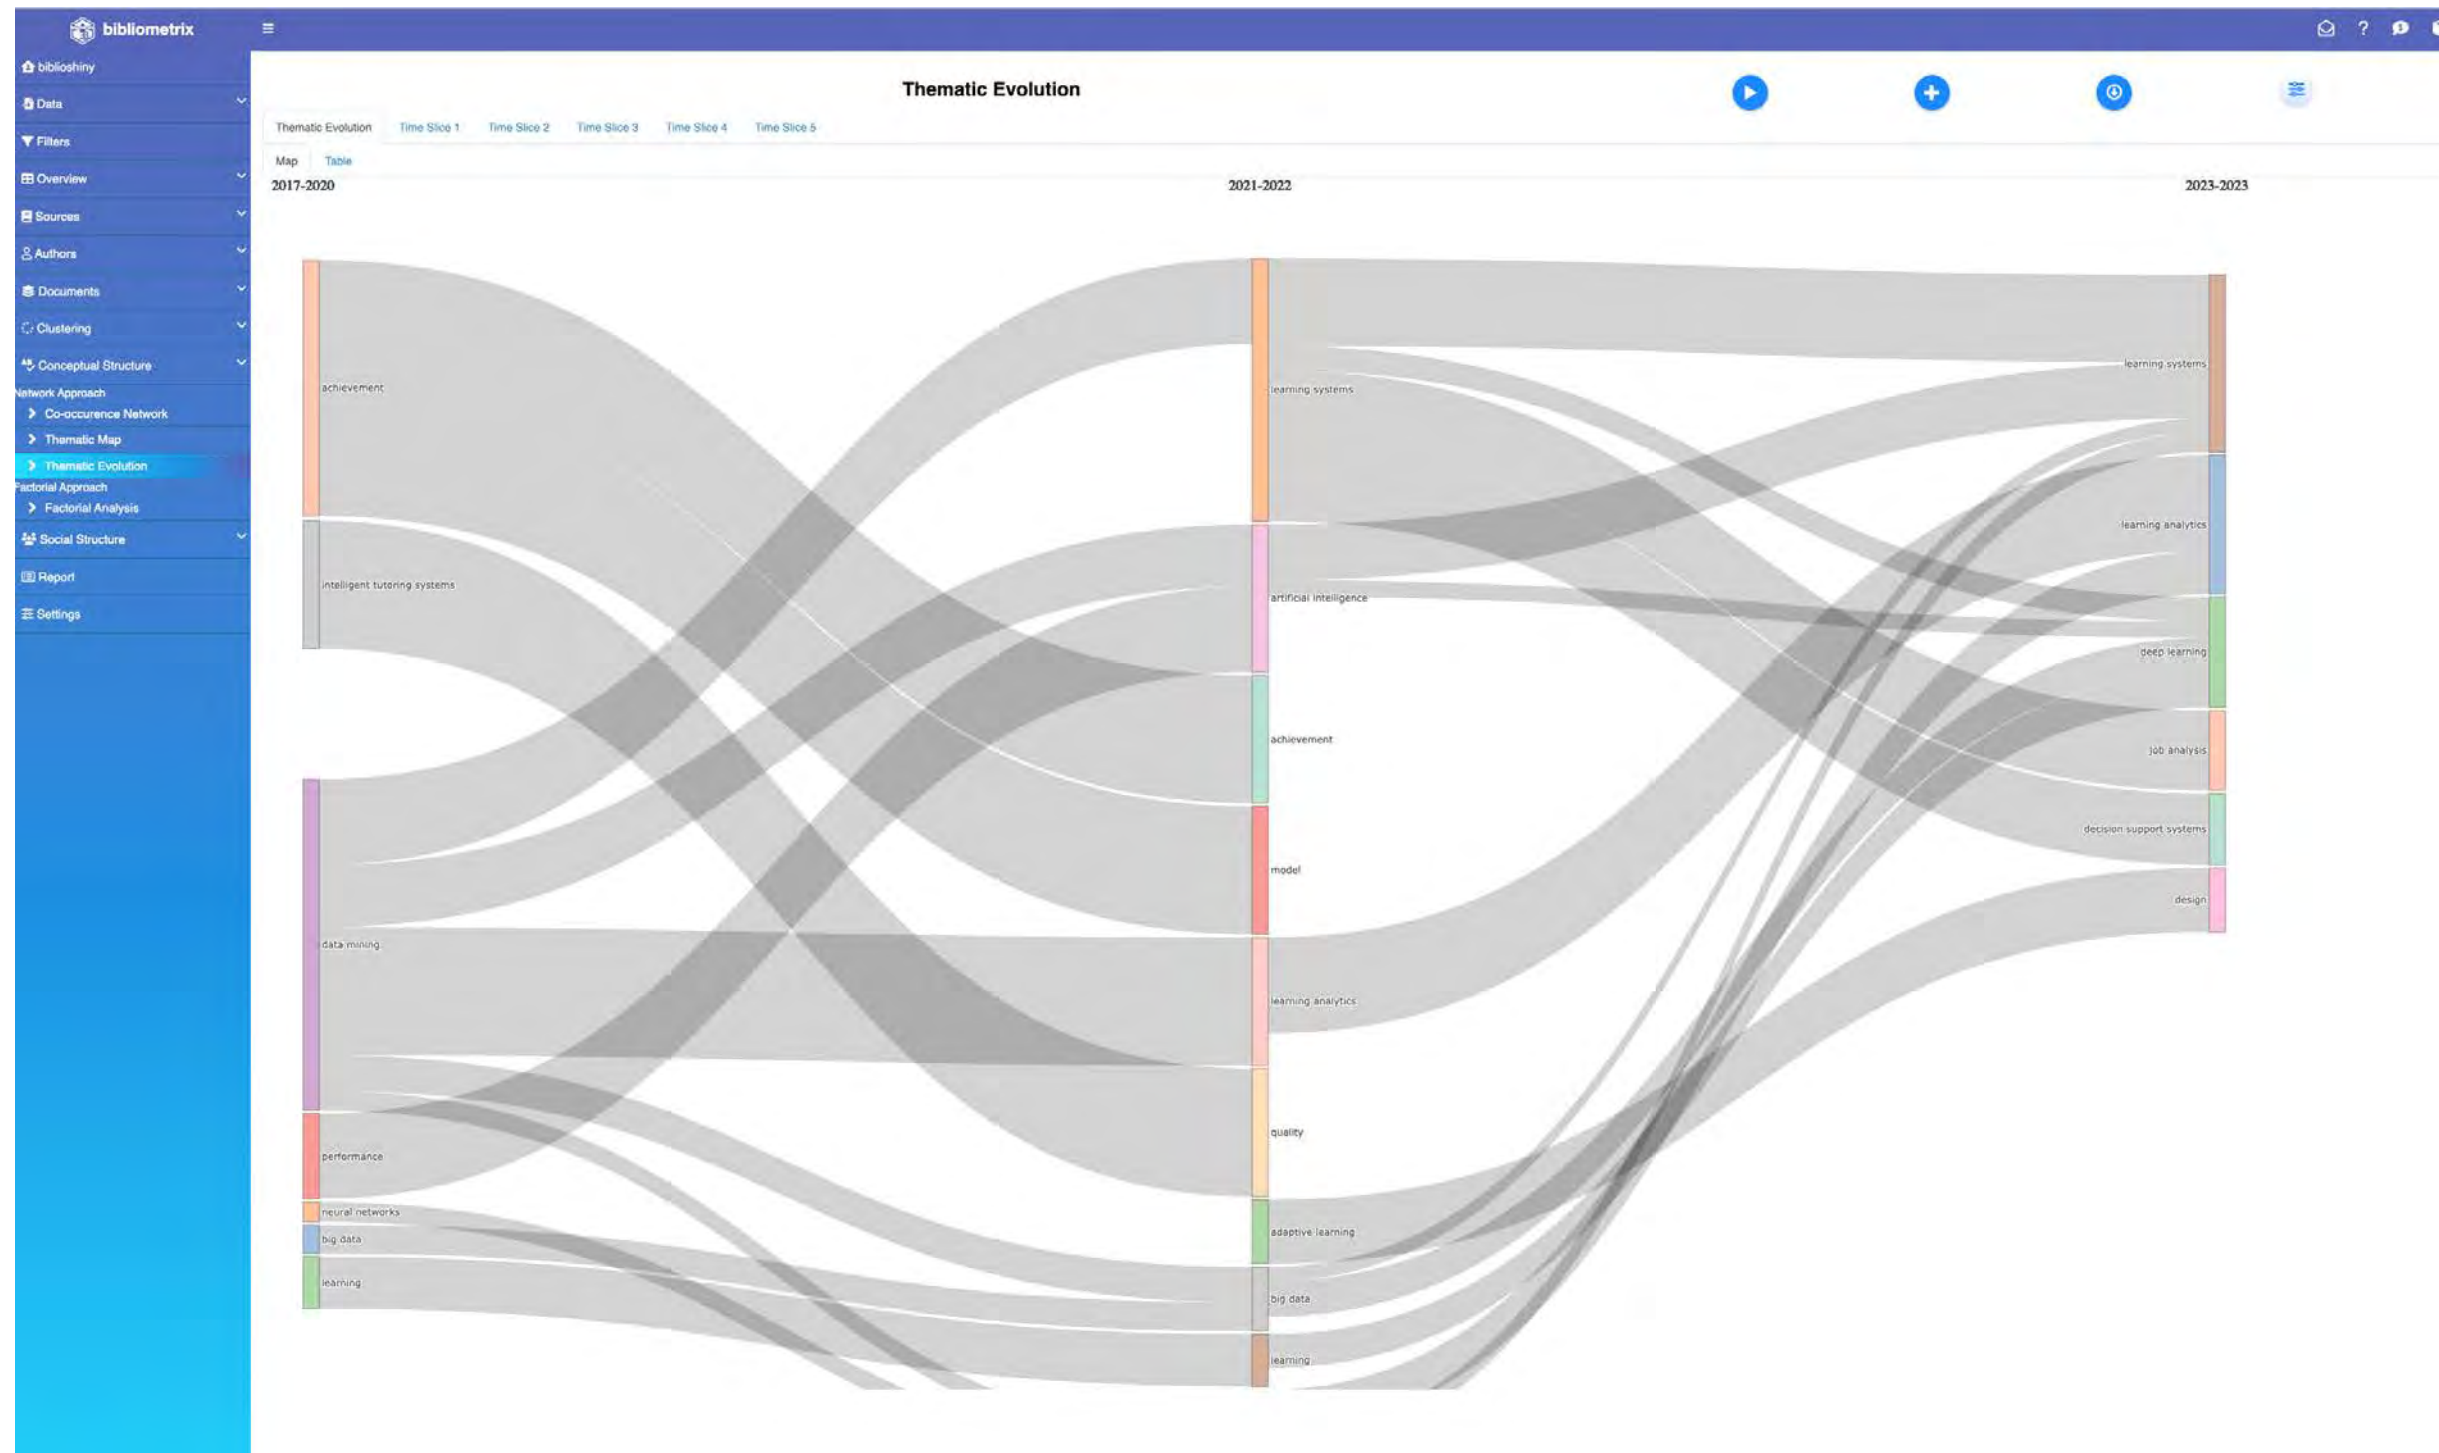 bibliometrix
biblioshiny
Data
Filters
Overview
Sources
Authors
Documents
Clustering
Conceptual Structure
Network Approach
Co-occurence Network
Thematic Map
Thematic Evolution
Factorial Approach
Factorial Analysis
Social Structure
Report
Settings
Thematic Evolution
Thematic Evolution Time Slice 1 Time Slice 2 Time Slice 3 Time Slice 4 Time Slice 5
Map Table
2017-2020 2021-2022 2023-2023
achievement
intelligent tutoring systems
data mining
performance
neural networks
big data
learning
learning systems
artificial intelligence
achievement
model
learning analytics
quality
adaptive learning
big data
learning
learning systems
learning analytics
deep learning
job analysis
decision support systems
design